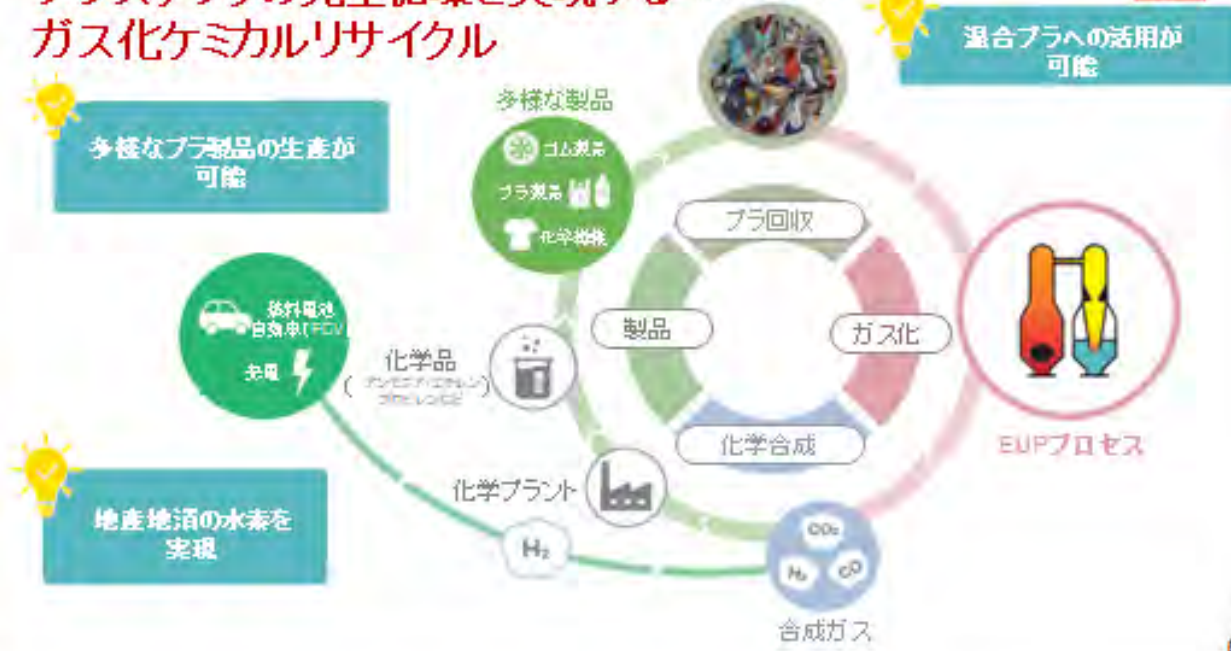 ガス化ケミカルリサイクル
混合プラへの活用が
可能
多様なプラ製品の生産が
可能
多様な製品
ゴム製品
プラ製品
化学繊維
プラ回収
製品
ガス化
化学合成
燃料電池
自動車(FCV
発電
化学品
EUPプロセス
地産地消の水素を
実現
化学プラント
H₂
CO₂
H₂
CO
合成ガス